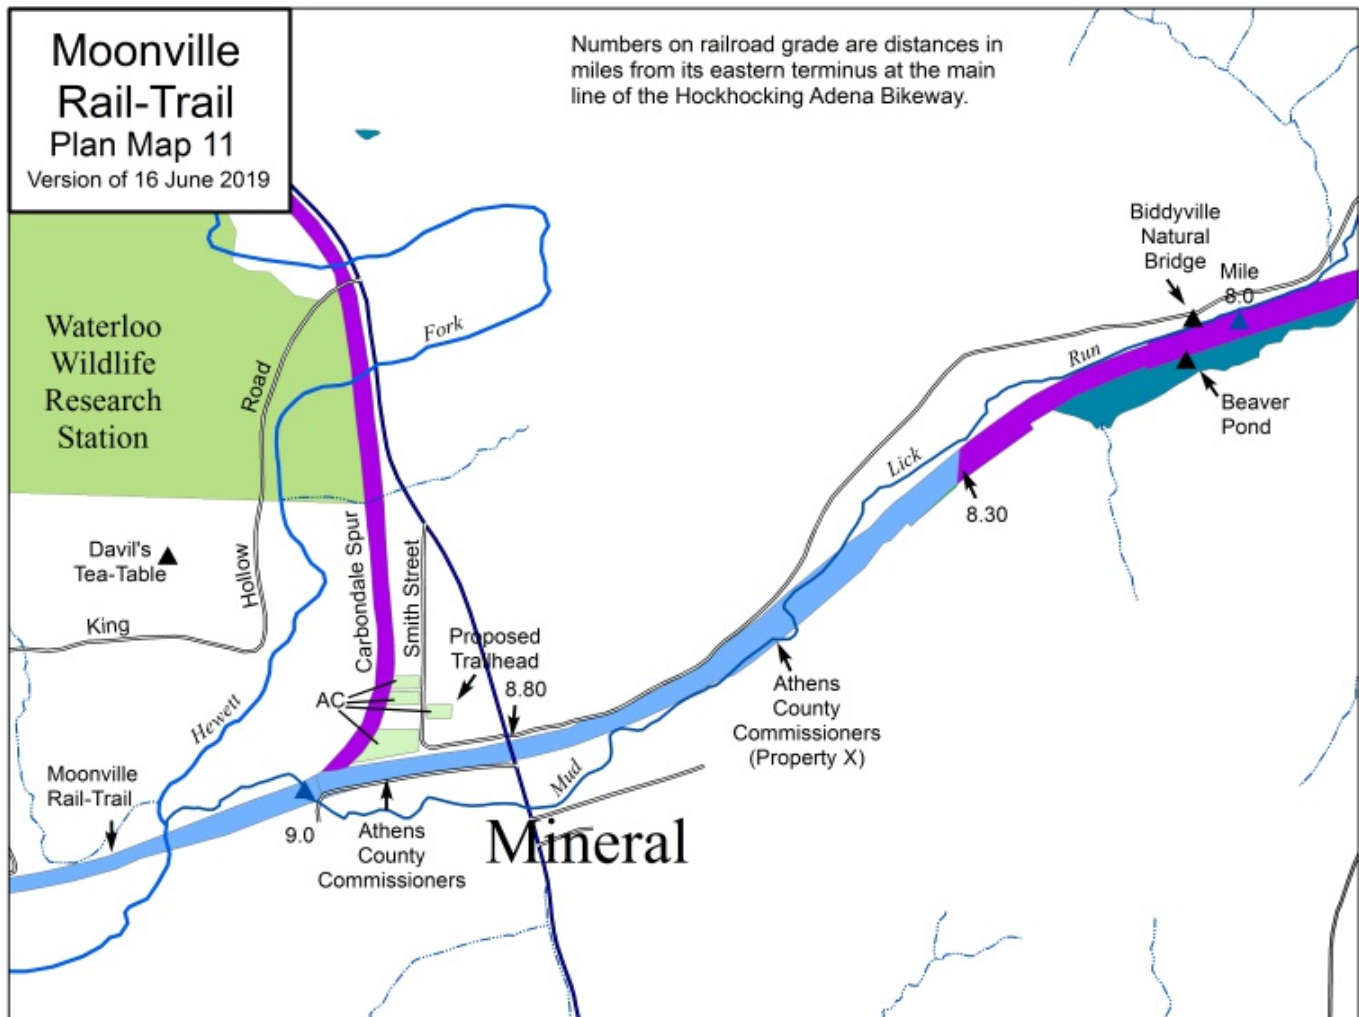 Moonville
Rail-Trail
Plan Map 11
Version of 16 June 2019
Numbers on railroad grade are distances in
miles from its eastern terminus at the main
line of the Hockhocking Adena Bikeway.
Biddyville
Natural
Bridge
Mile
8.0
Waterloo
Wildlife
Research
Station
Fork
Road
Run
Beaver
Pond
Lick
8.30
Davil's
Tea-Table
Hollow
Carbondale Spur
Smith Street
King
Proposed
Trailhead
8.80
AC
Hewett
Athens
County
Commissioners
(Property X)
Moonville
Rail-Trail
Mud
9.0
Athens
County
Commissioners
Mineral